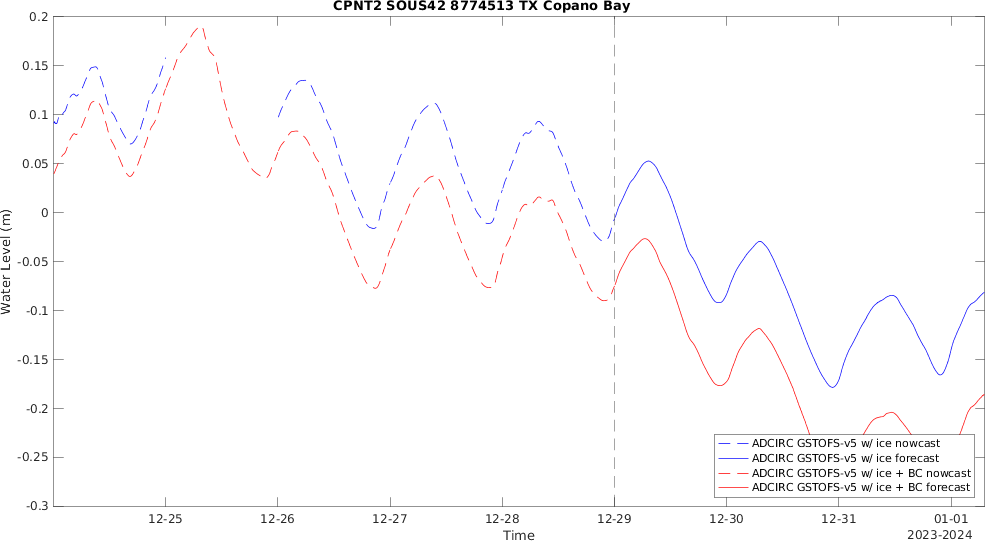 CPNT2 SOUS42 8774513 TX Copano Bay
Water Level (m)
0.2
0.15
0.1
0.05
0
-0.05
-0.1
-0.15
-0.2
-0.25
-0.3
ADCIRC GSTOFS-v5 w/ ice nowcast
ADCIRC GSTOFS-v5 w/ ice forecast
ADCIRC GSTOFS-v5 w/ ice + BC nowcast
ADCIRC GSTOFS-v5 w/ ice + BC forecast
12-25 12-26 12-27 12-28 12-29 12-30 12-31 01-01
Time
2023-2024